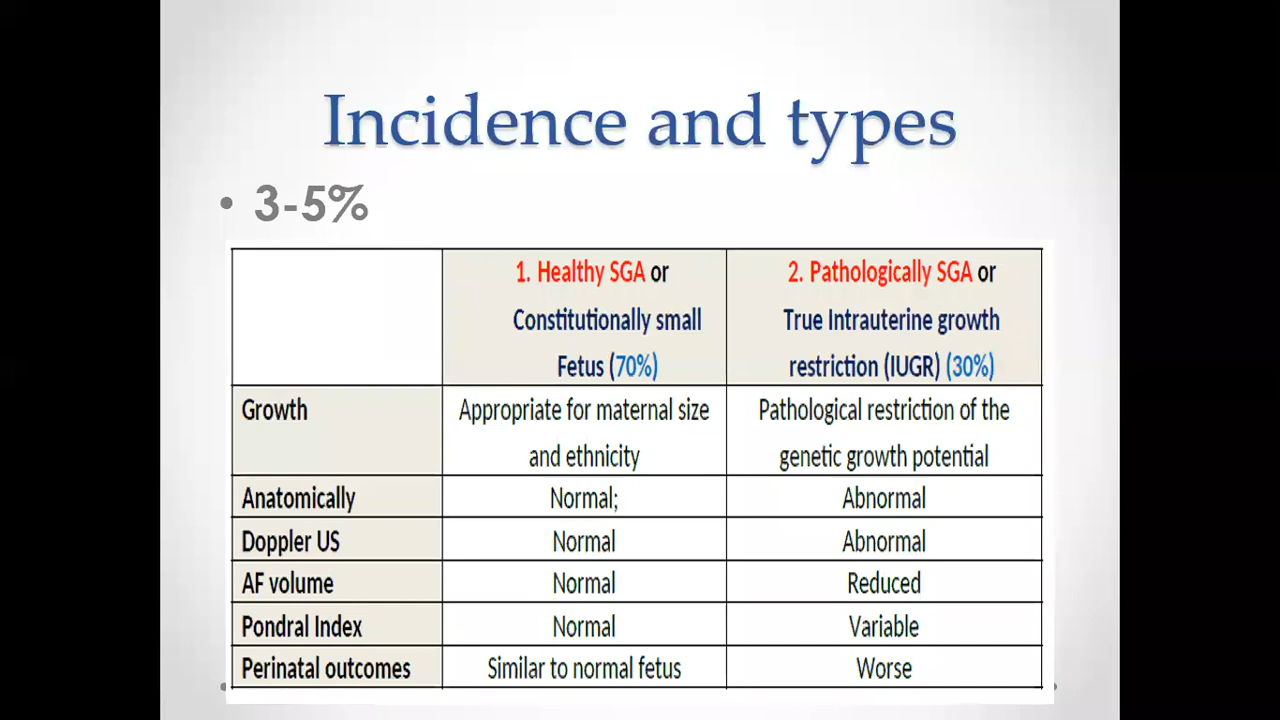 Incidence and types
• 3-5%
1. Healthy SGA or
Constitutionally small
Fetus (70%)
2. Pathologically SGA or
True Intrauterine growth
restriction (IUGR) (30%)
Growth
Appropriate for maternal size
and ethnicity
Pathological restriction of the
genetic growth potential
Anatomically
Normal;
Abnormal
Doppler US
Normal
Abnormal
AF volume
Normal
Reduced
Pondral Index
Normal
Variable
Perinatal outcomes
Similar to normal fetus
Worse